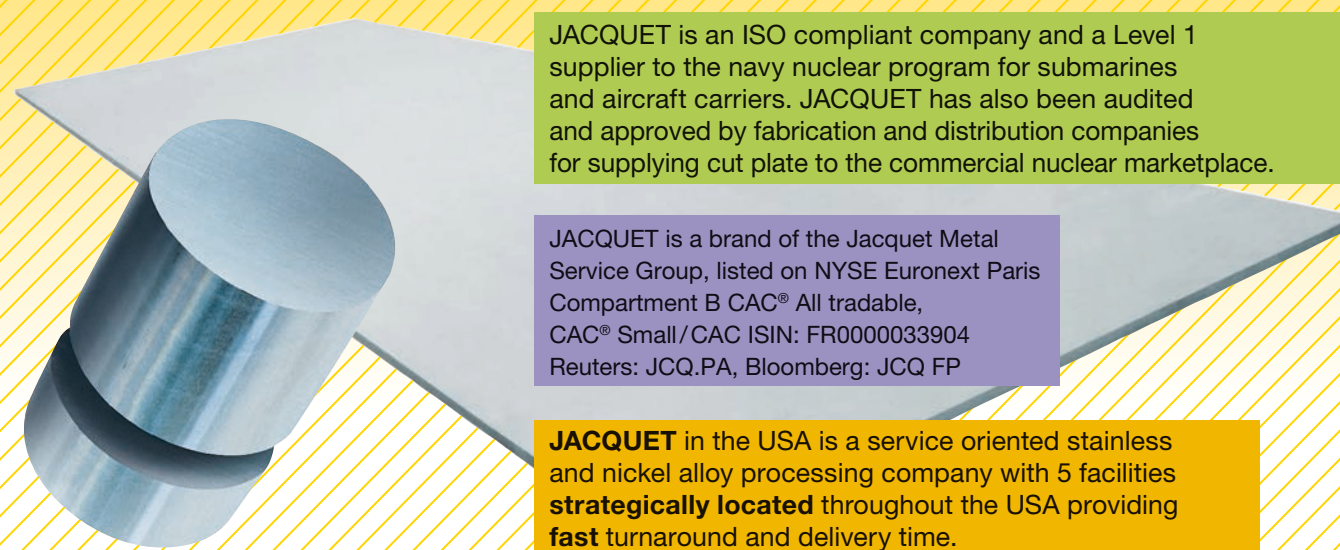 JACQUET is an ISO compliant company and a Level 1
supplier to the navy nuclear program for submarines
and aircraft carriers. JACQUET has also been audited
and approved by fabrication and distribution companies
for supplying cut plate to the commercial nuclear marketplace.
JACQUET is a brand of the Jacquet Metal
Service Group, listed on NYSE Euronext Paris
Compartment B CAC® All tradable,
CAC® Small/CAC ISIN: FR0000033904
Reuters: JCQ.PA, Bloomberg: JCQ FP
JACQUET in the USA is a service oriented stainless
and nickel alloy processing company with 5 facilities
strategically located throughout the USA providing
fast turnaround and delivery time.